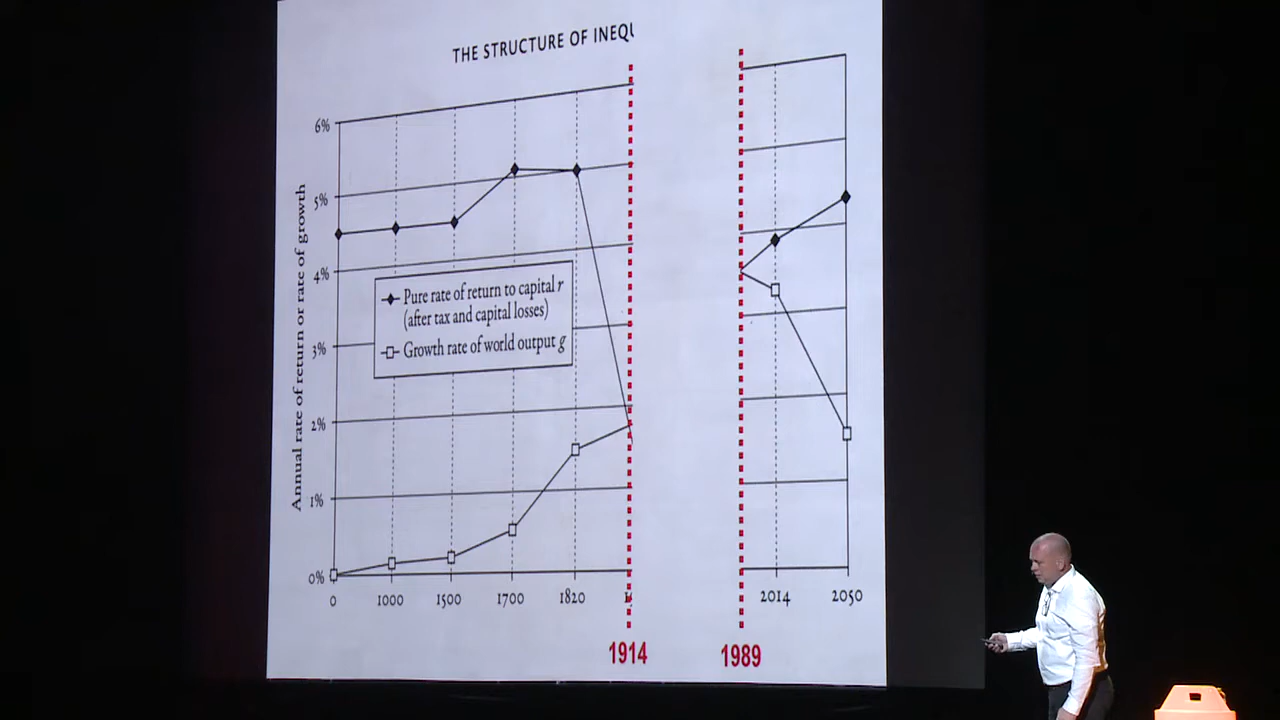 THE STRUCTURE OF INEQU
Annual rate of return or rate of growth
6%
5%
4%
3%
2%
1%
0%
Pure rate of return to capital r
(after tax and capital losses)
Growth rate of world output g
0 1000 1500 1700 1820 2014 2050
1914 1989